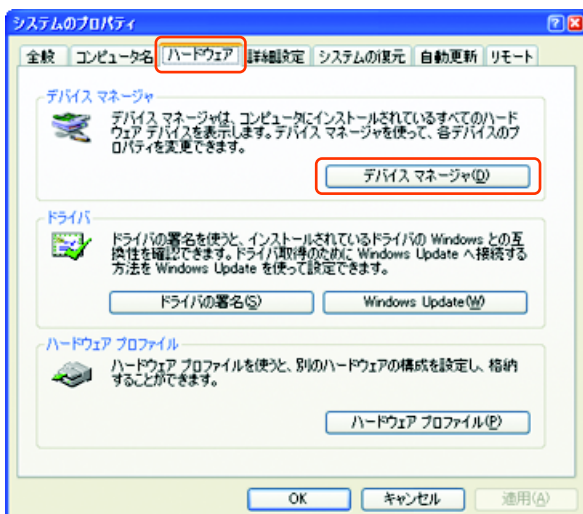 システムのプロパティ
全般 コンピュータ名 ハードウェア 詳細設定 システムの復元 自動更新 リモート
デバイス マネージャ
デバイス マネージャは、コンピュータにインストールされているすべてのハード
ウェア デバイスを表示します。デバイス マネージャを使って、各デバイスのプ
ロパティを変更できます。
デバイス マネージャ(D)
ドライバ
ドライバの署名を使うと、インストールされているドライバの Windows との互
換性を確認できます。ドライバ取得のために Windows Update へ接続する
方法を Windows Update を使って設定できます。
ドライバの署名(S) Windows Update(W)
ハードウェア プロファイル
ハードウェア プロファイルを使うと、別のハードウェアの構成を設定し、格納
することができます。
ハードウェア プロファイル(P)
OK キャンセル 適用(A)